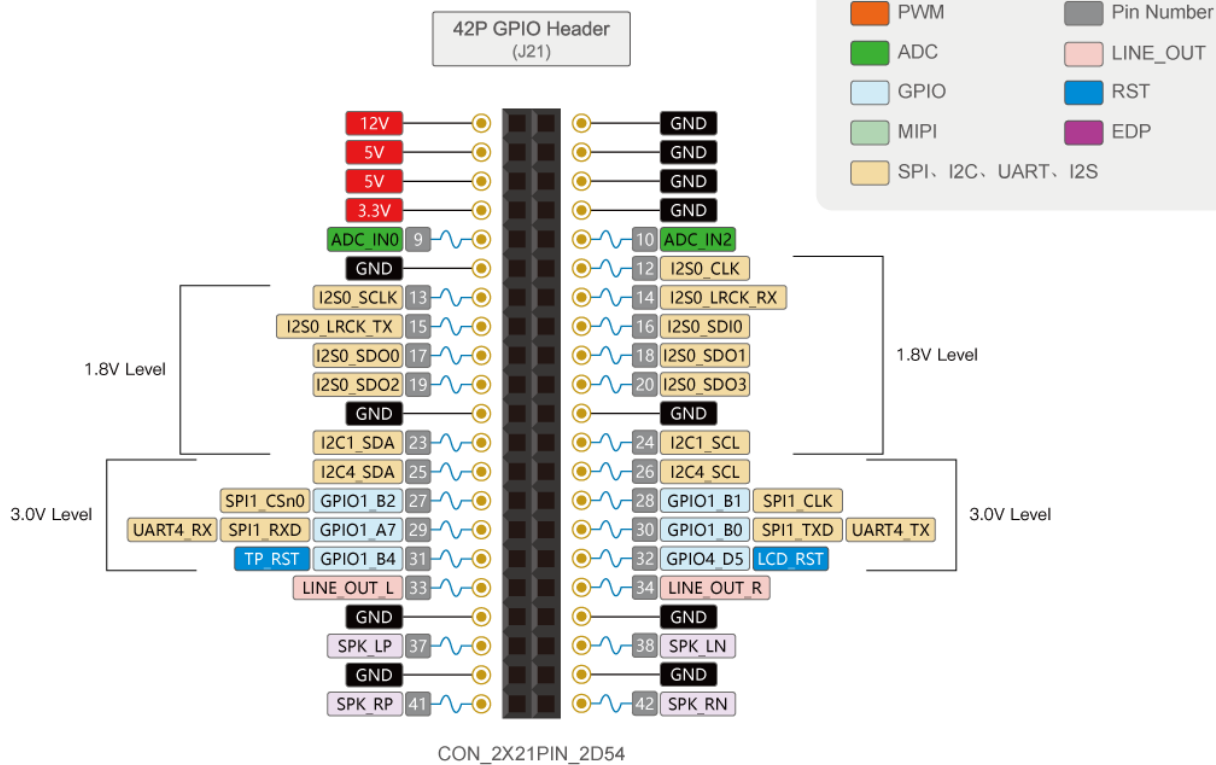 42P GPIO Header
(J21)
PWM Pin Number
ADC LINE_OUT
GPIO RST
MIPI EDP
SPI、I2C、UART、I2S
12V GND
5V GND
5V GND
3.3V GND
ADC_IN0 9 10 ADC_IN2
GND 12 I2S0_CLK
I2S0_SCLK 13 14 I2S0_LRCK_RX
I2S0_LRCK_TX 15 16 I2S0_SDI0
I2S0_SDO0 17 18 I2S0_SDO1
1.8V Level 1.8V Level
I2S0_SDO2 19 20 I2S0_SDO3
GND GND
I2C1_SDA 23 24 I2C1_SCL
I2C4_SDA 25 26 I2C4_SCL
SPI1_CSn0 GPIO1_B2 27 28 GPIO1_B1 SPI1_CLK
3.0V Level 3.0V Level
UART4_RX SPI1_RXD GPIO1_A7 29 30 GPIO1_B0 SPI1_TXD UART4_TX
TP_RST GPIO1_B4 31 32 GPIO4_D5 LCD_RST
LINE_OUT_L 33 34 LINE_OUT_R
GND GND
SPK_LP 37 38 SPK_LN
GND GND
SPK_RP 41 42 SPK_RN
CON_2X21PIN_2D54